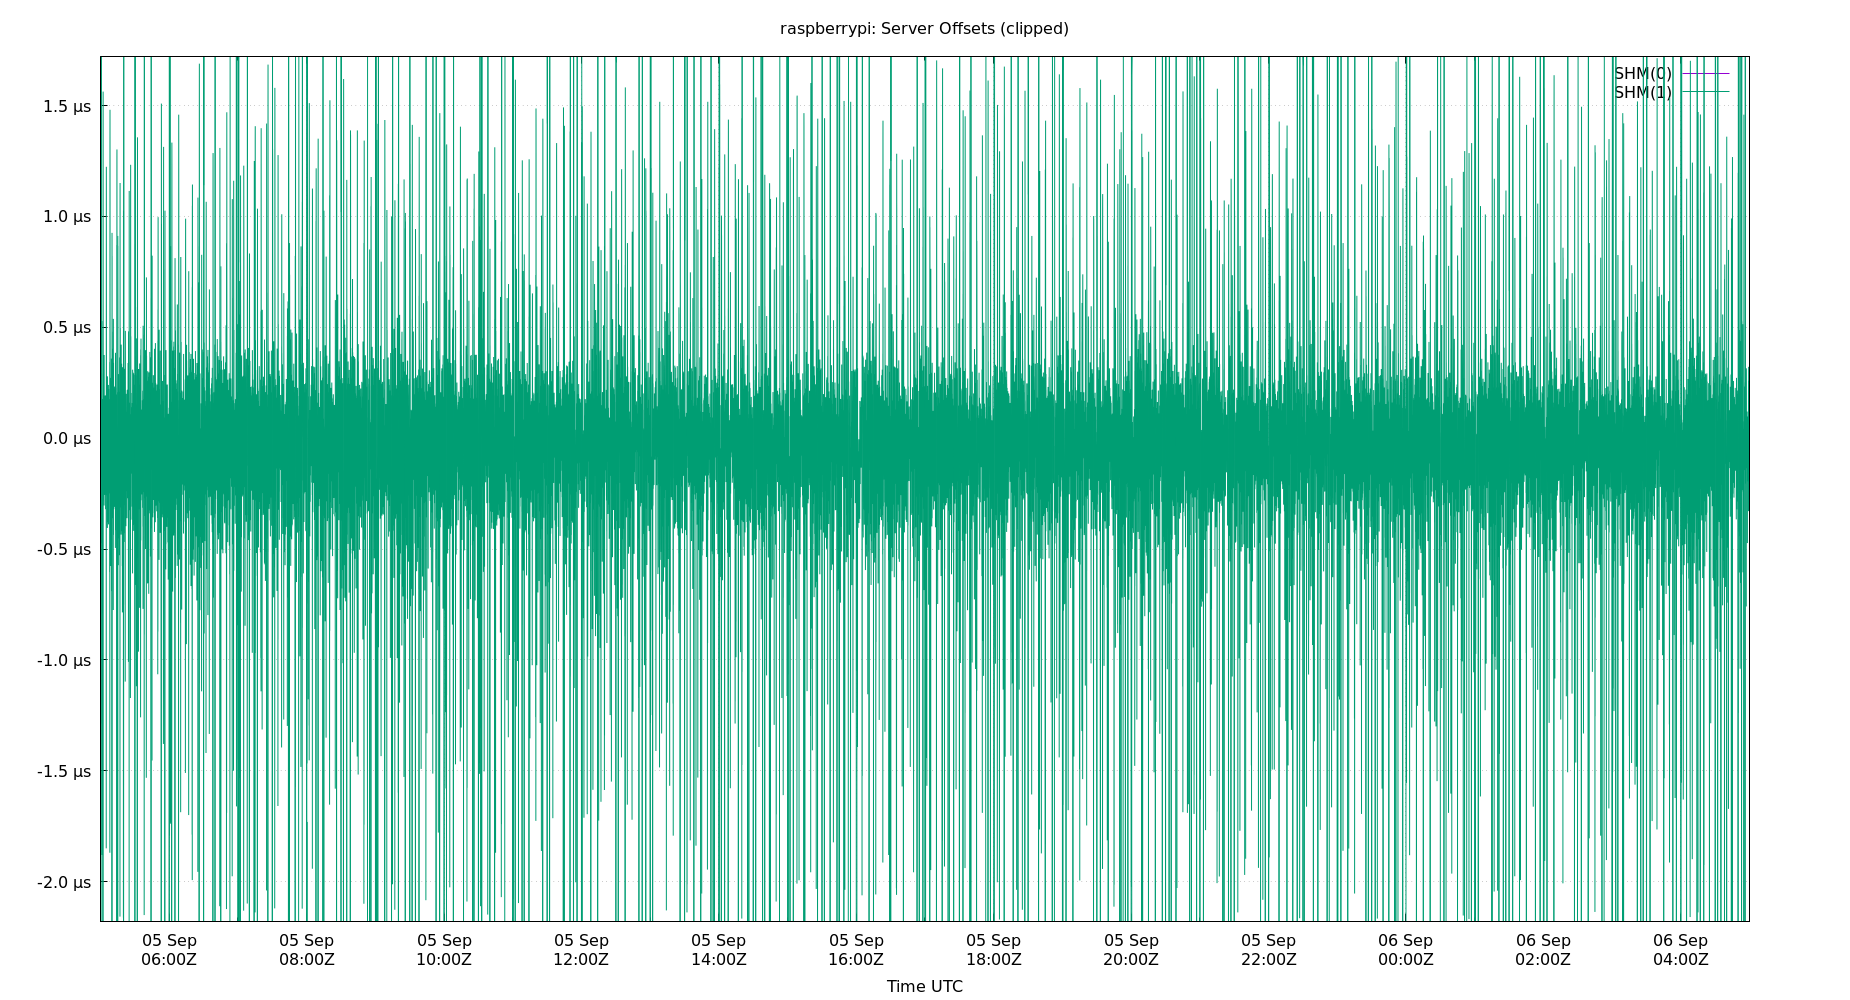 raspberrypi: Server Offsets (clipped)
SHM(0)
SHM(1)
1.5 µs
1.0 µs
0.5 µs
0.0 µs
-0.5 µs
-1.0 µs
-1.5 µs
-2.0 µs
05 Sep 05 Sep 05 Sep 05 Sep 05 Sep 05 Sep 05 Sep 05 Sep 05 Sep 06 Sep 06 Sep 06 Sep
06:00Z 08:00Z 10:00Z 12:00Z 14:00Z 16:00Z 18:00Z 20:00Z 22:00Z 00:00Z 02:00Z 04:00Z
Time UTC